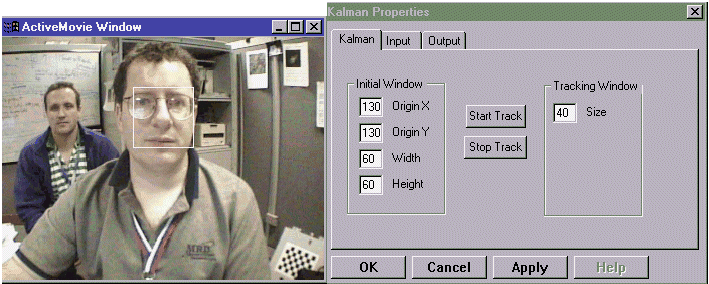 ActiveMovie Window
Kalman Properties
Kalman
Input
Output
Initial Window
130 Origin X
130 Origin Y
60 Width
60 Height
Start Track
Stop Track
Tracking Window
40 Size
OK
Cancel
Apply
Help